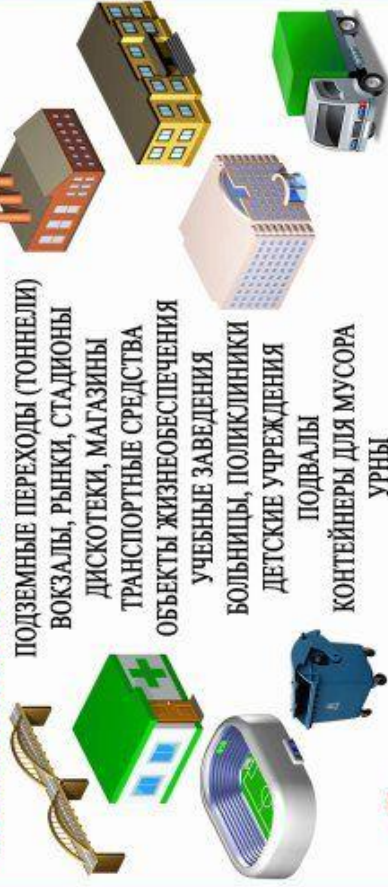 ПОДЗЕМНЫЕ ПЕРЕХОДЫ (ТОННЕЛИ)
ВОКЗАЛЫ, РЫНКИ, СТАДИОНЫ
ДИСКОТЕКИ, МАГАЗИНЫ
ТРАНСПОРТНЫЕ СРЕДСТВА
ОБЪЕКТЫ ЖИЗНЕОБЕСПЕЧЕНИЯ
УЧЕБНЫЕ ЗАВЕДЕНИЯ
БОЛЬНИЦЫ, ПОЛИКЛИНИКИ
ДЕТСКИЕ УЧРЕЖДЕНИЯ
ПОДВАЛЫ
КОНТЕЙНЕРЫ ДЛЯ МУСОРА
УРНЫ